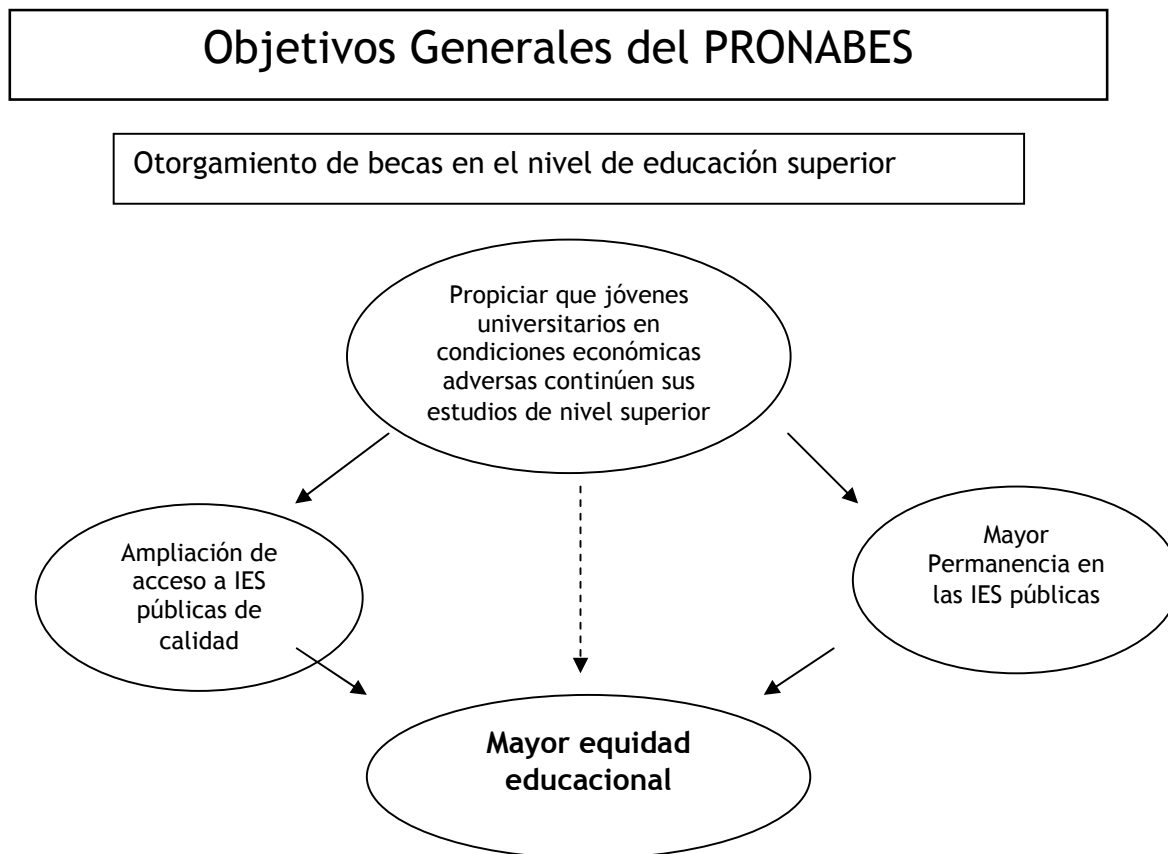 Objetivos Generales del PRONABES
Otorgamiento de becas en el nivel de educación superior
Propiciar que jóvenes
universitarios en
condiciones económicas
adversas continúen sus
estudios de nivel superior
Ampliación de
acceso a IES
públicas de
calidad
Mayor
Permanencia en
las IES públicas
Mayor equidad
educacional